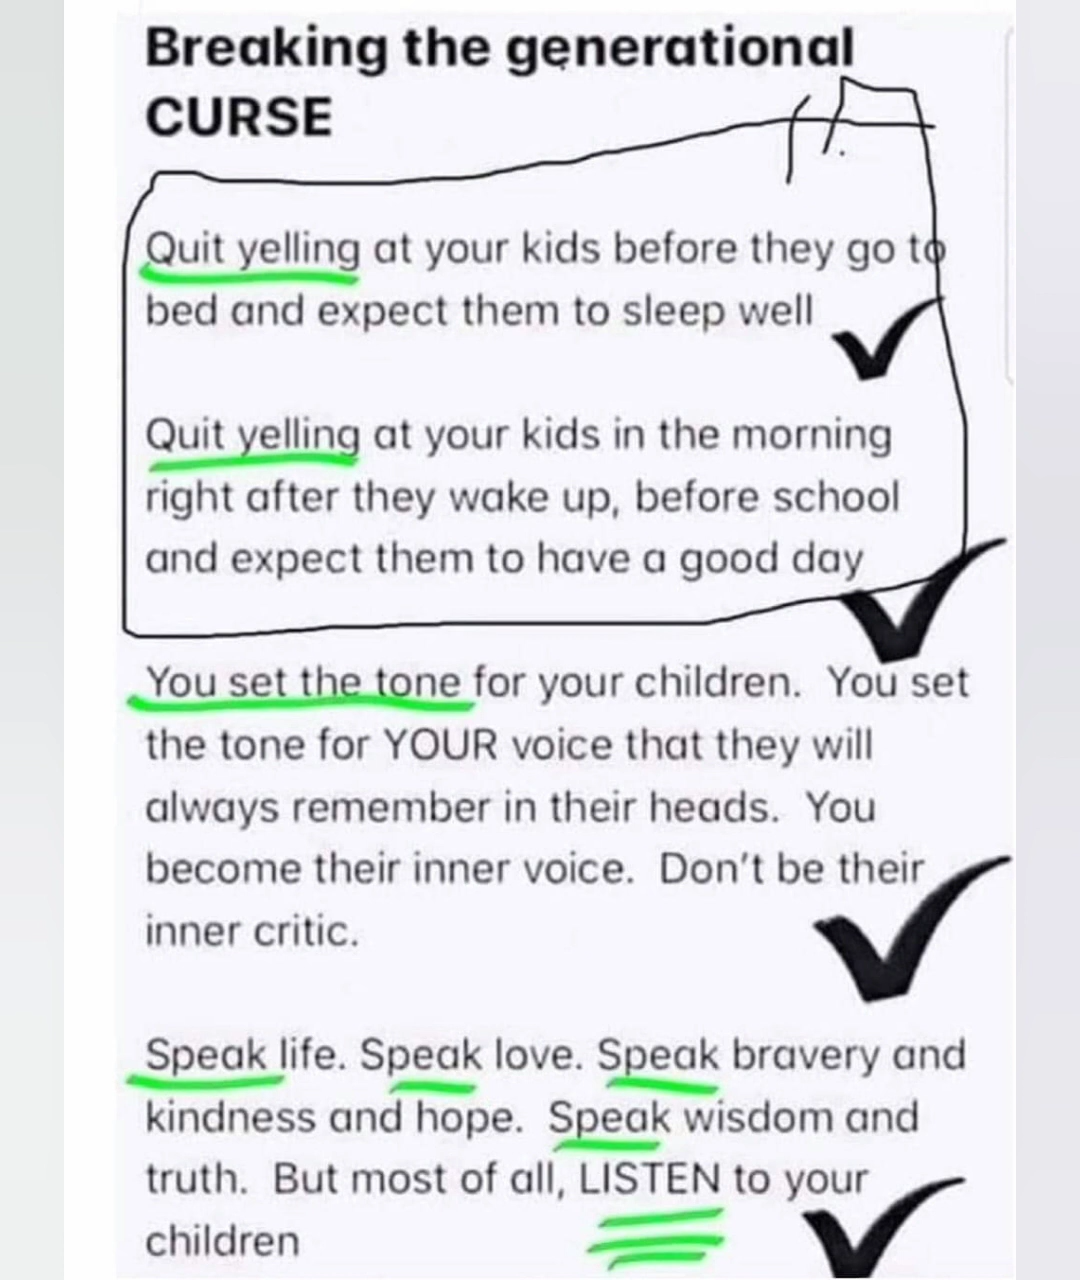 Breaking the generational
CURSE
Quit yelling at your kids before they go to
bed and expect them to sleep well
Quit yelling at your kids in the morning
right after they wake up, before school
and expect them to have a good day
You set the tone for your children. You set
the tone for YOUR voice that they will
always remember in their heads. You
become their inner voice. Don't be their
inner critic.
Speak life. Speak love. Speak bravery and
kindness and hope. Speak wisdom and
truth. But most of all, LISTEN to your
children